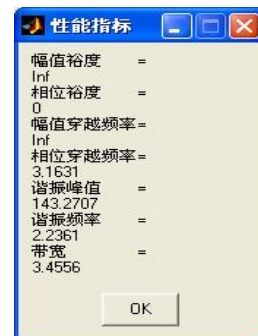 性能指标
幅值裕度 =
Inf
相位裕度 =
0
幅值穿越频率=
Inf
相位穿越频率=
3.1631
谐振峰值 =
143.2707
谐振频率 =
2.2361
带宽 =
3.4556
OK